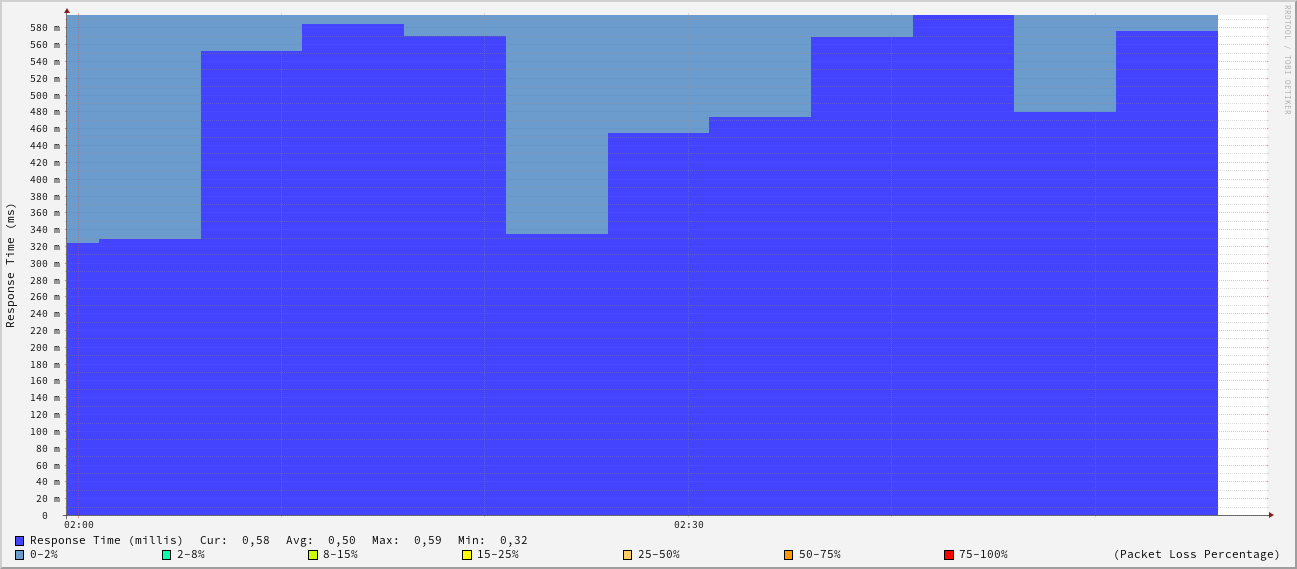 RRDTOOL / TOBI OETIKER
Response Time (ms)
580 m
560 m
540 m
520 m
500 m
480 m
460 m
440 m
420 m
400 m
380 m
360 m
340 m
320 m
300 m
280 m
260 m
240 m
220 m
200 m
180 m
160 m
140 m
120 m
100 m
80 m
60 m
40 m
20 m
0
02:00 02:30
Response Time (millis) Cur: 0,58 Avg: 0,50 Max: 0,59 Min: 0,32
0-2% 2-8% 8-15% 15-25% 25-50% 50-75% 75-100% (Packet Loss Percentage)